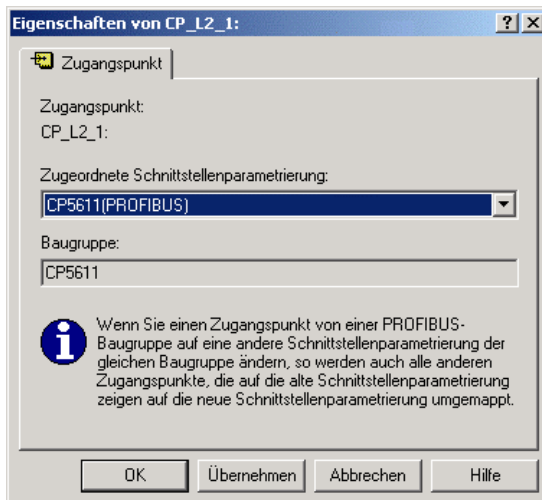 Eigenschaften von CP_L2_1:
Zugangspunkt
Zugangspunkt:
CP_L2_1:
Zugeordnete Schnittstellenparametrierung:
CP5611(PROFIBUS)
Baugruppe:
CP5611
Wenn Sie einen Zugangspunkt von einer PROFIBUS-
Baugruppe auf eine andere Schnittstellenparametrierung der
gleichen Baugruppe ändern, so werden auch alle anderen
Zugangspunkte, die auf die alte Schnittstellenparametrierung
zeigen auf die neue Schnittstellenparametrierung umgemappt.
OK Übernehmen Abbrechen Hilfe